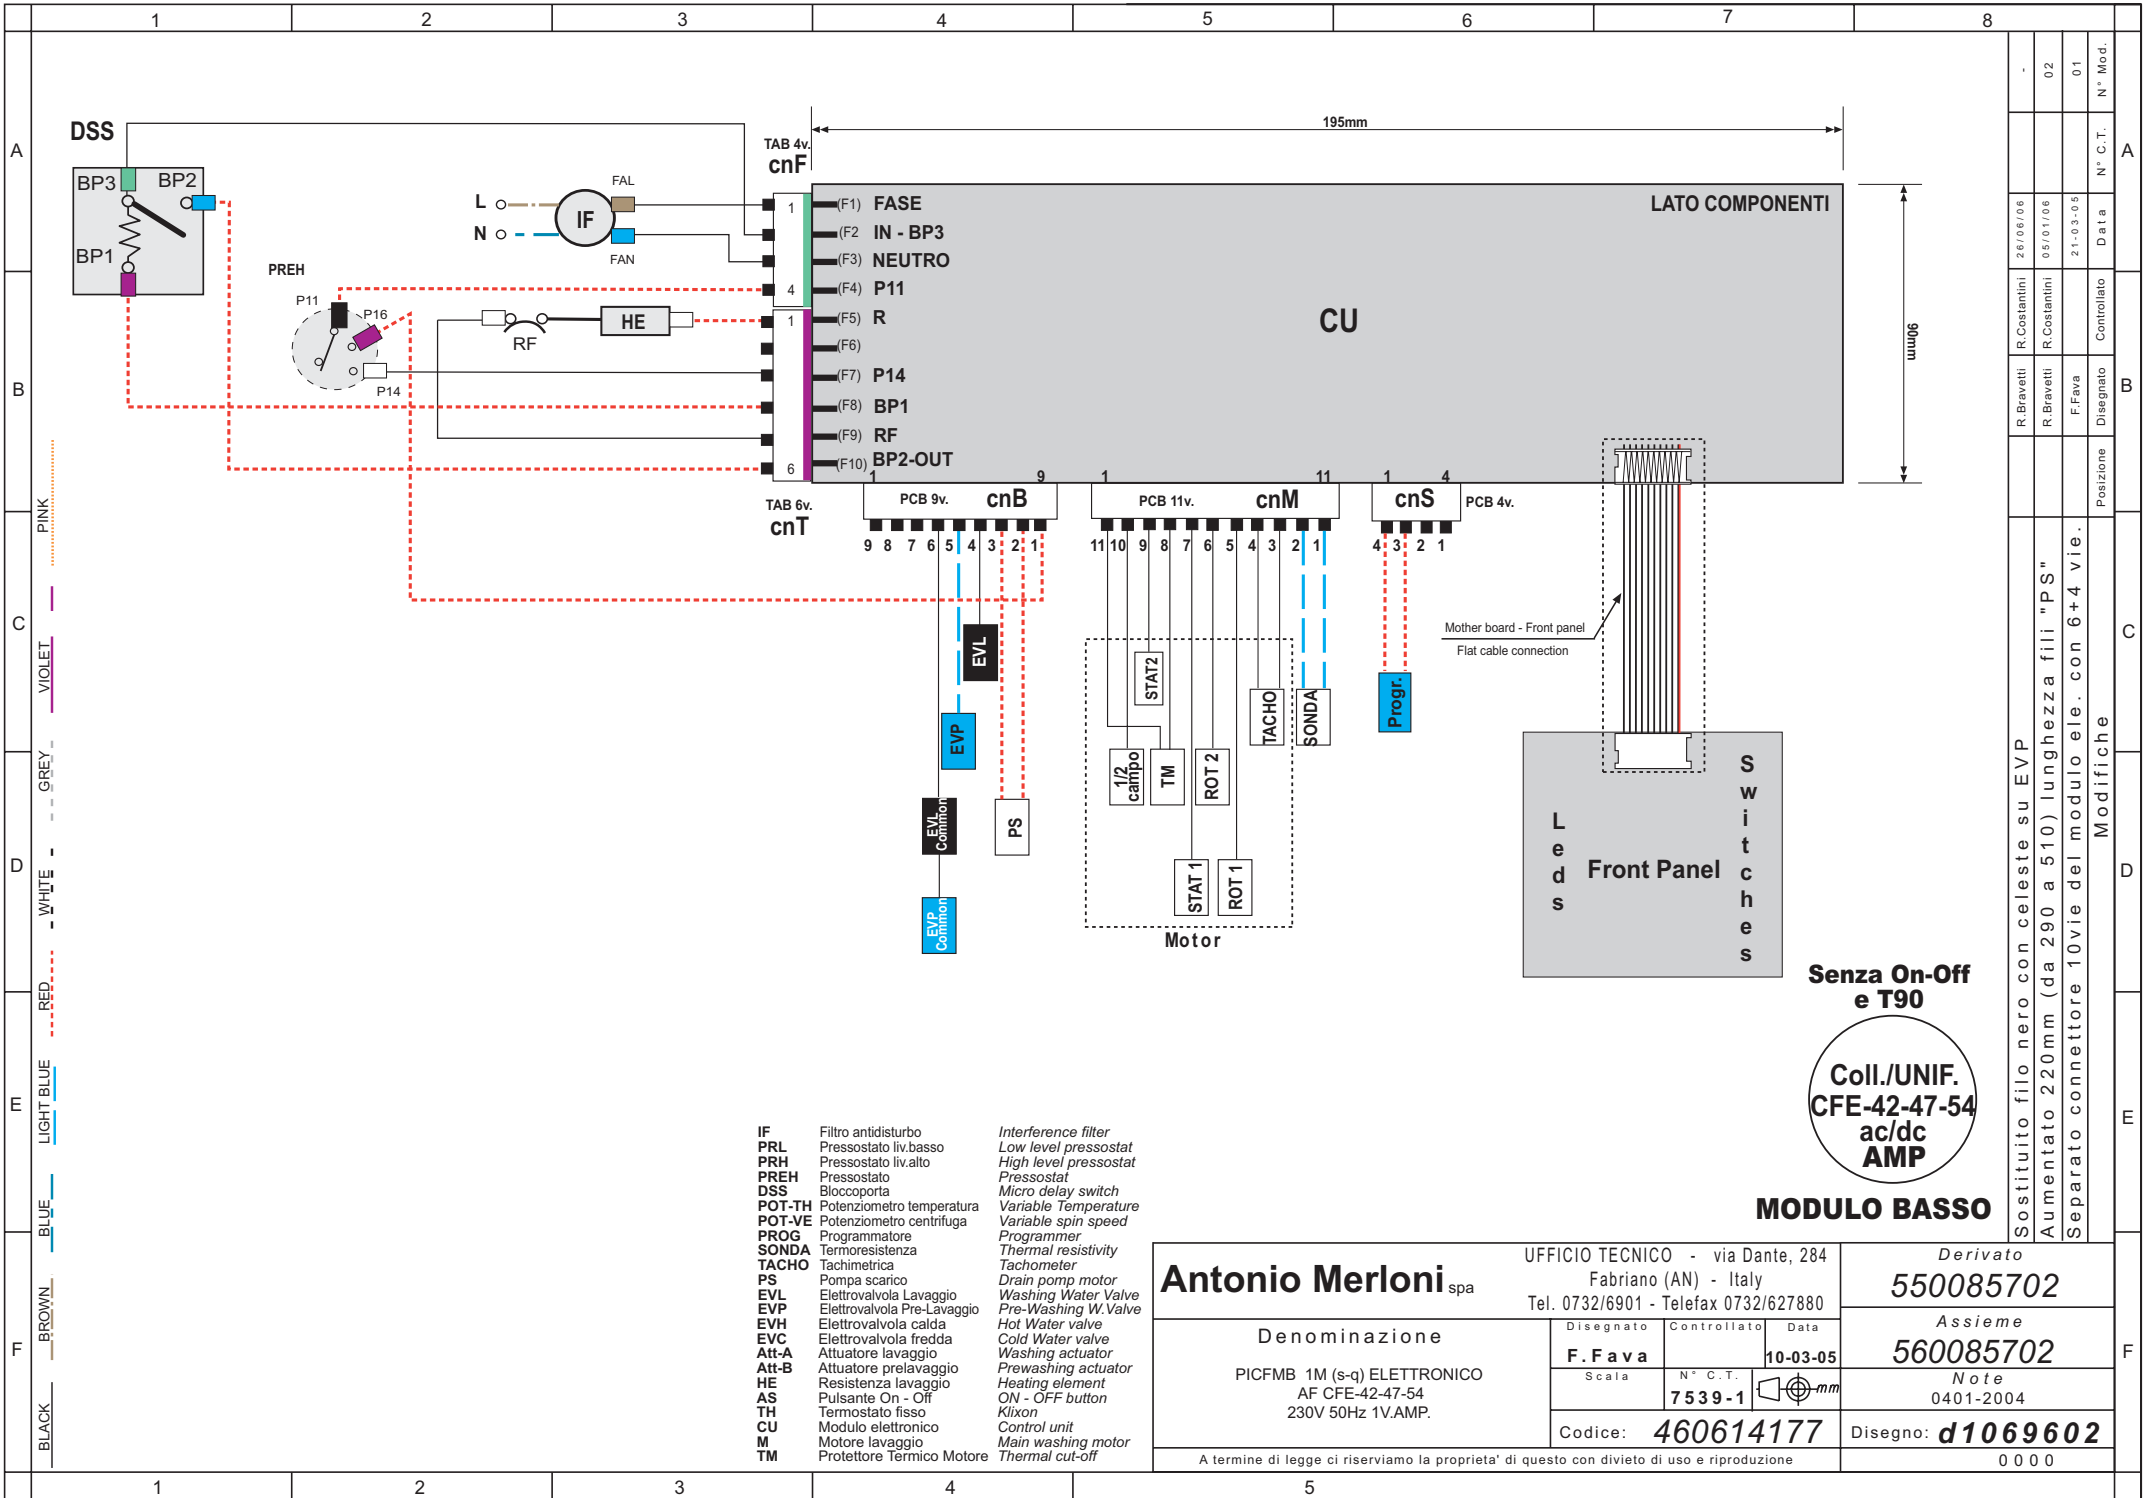 1 2 3 4 5 6 7 8
A
B
C
D
E
F
DSS
BP3
BP2
BP1
PREH
P11
P16
P14
L
N
IF
FAL
FAN
RF
HE
TAB 4v.
cnF
1
4
1
6
TAB 6v.
cnT
195mm
90mm
LATO COMPONENTI
CU
(F1) FASE
(F2 IN - BP3
(F3) NEUTRO
(F4) P11
(F5) R
(F6)
(F7) P14
(F8) BP1
(F9) RF
(F10) BP2-OUT
1 9
PCB 9v. cnB
9 8 7 6 5 4 3 2 1
1 11
PCB 11v. cnM
11 10 9 8 7 6 5 4 3 2 1
1 4
cnS PCB 4v.
4 3 2 1
EVL
EVP
EVL Common
EVP Common
PS
STAT2
1/2 campo
TM
ROT 2
STAT 1
ROT 1
TACHO
SONDA
Motor
Progr.
Mother board - Front panel
Flat cable connection
Leds
Front Panel
Switches
PINK
VIOLET
GREY
WHITE
RED
LIGHT BLUE
BLUE
BROWN
BLACK
Senza On-Off
e T90
Coll./UNIF.
CFE-42-47-54
ac/dc
AMP
MODULO BASSO
IF Filtro antidisturbo Interference filter
PRL Pressostato liv.basso Low level pressostat
PRH Pressostato liv.alto High level pressostat
PREH Pressostato Pressostat
DSS Bloccoporta Micro delay switch
POT-TH Potenziometro temperatura Variable Temperature
POT-VE Potenziometro centrifuga Variable spin speed
PROG Programmatore Programmer
SONDA Termoresistenza Thermal resistivity
TACHO Tachimetrica Tachometer
PS Pompa scarico Drain pomp motor
EVL Elettrovalvola Lavaggio Washing Water Valve
EVP Elettrovalvola Pre-Lavaggio Pre-Washing W.Valve
EVH Elettrovalvola calda Hot Water valve
EVC Elettrovalvola fredda Cold Water valve
Att-A Attuatore lavaggio Washing actuator
Att-B Attuatore prelavaggio Prewashing actuator
HE Resistenza lavaggio Heating element
AS Pulsante On - Off ON - OFF button
TH Termostato fisso Klixon
CU Modulo elettronico Control unit
M Motore lavaggio Main washing motor
TM Protettore Termico Motore Thermal cut-off
- 26/06/06 R.Costantini R.Bravetti Sostituito filo nero con celeste su EVP
02 05/01/06 R.Costantini R.Bravetti Aumentato 220mm (da 290 a 510) lunghezza fili "PS"
01 21-03-05 F.Fava Separato connettore 10vie del modulo ele. con 6+4 vie.
N° Mod. N° C.T. Data Controllato Disegnato Posizione Modifiche
A
B
C
D
E
F
Antonio Merloni spa
UFFICIO TECNICO - via Dante, 284
Fabriano (AN) - Italy
Tel. 0732/6901 - Telefax 0732/627880
Derivato
550085702
Denominazione
PICFMB 1M (s-q) ELETTRONICO
AF CFE-42-47-54
230V 50Hz 1V.AMP.
Disegnato Controllato Data
F.Fava 10-03-05
Assieme
560085702
Scala N° C.T.
7539-1 mm
Note
0401-2004
Codice: 460614177
Disegno: d1069602
A termine di legge ci riserviamo la proprieta' di questo con divieto di uso e riproduzione
0000
1 2 3 4 5